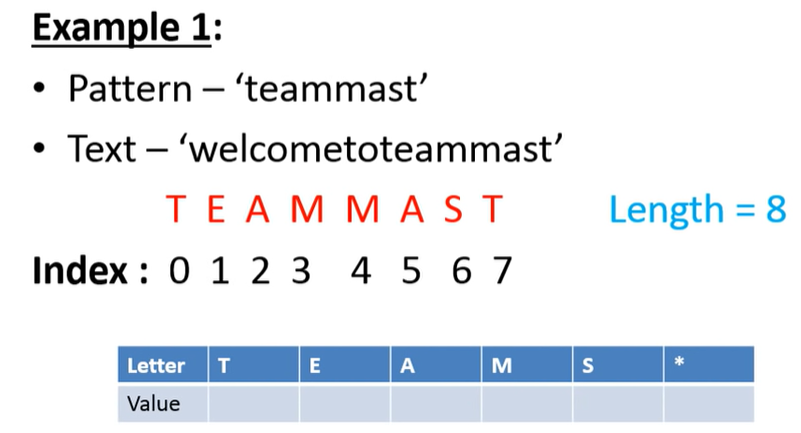 Example 1:
• Pattern – ‘teammast’
• Text – ‘welcometoteammast’
T E A M M A S T Length = 8
Index : 0 1 2 3 4 5 6 7
Letter T E A M S *
Value